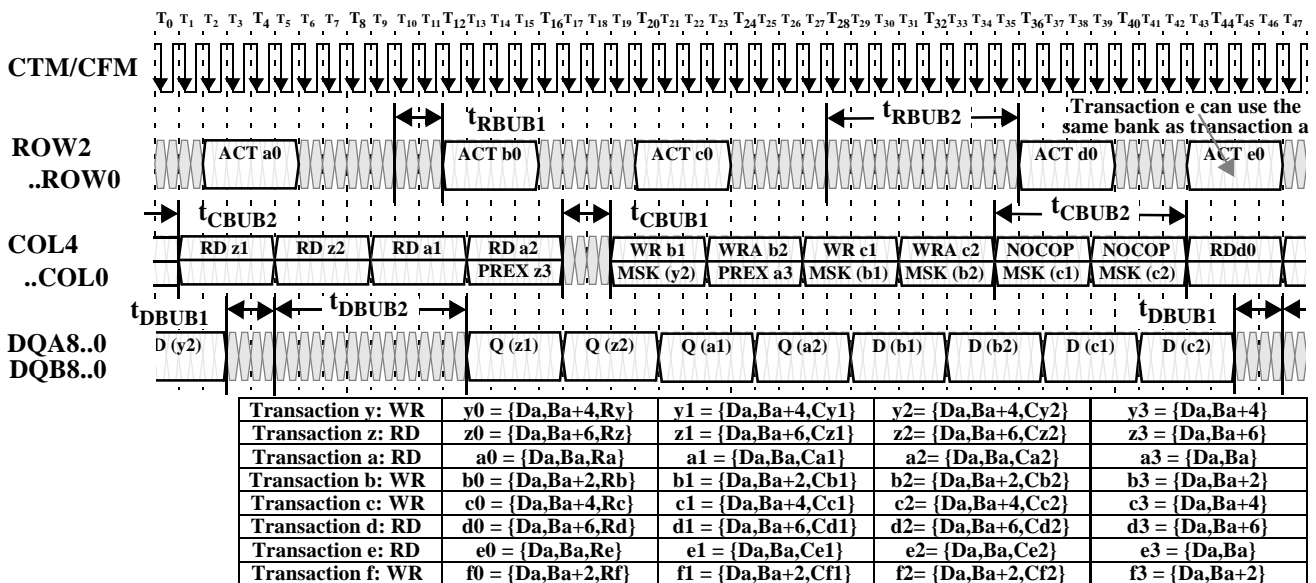 T0 T1 T2 T3 T4 T5 T6 T7 T8 T9 T10 T11 T12 T13 T14 T15 T16 T17 T18 T19 T20 T21 T22 T23 T24 T25 T26 T27 T28 T29 T30 T31 T32 T33 T34 T35 T36 T37 T38 T39 T40 T41 T42 T43 T44 T45 T46 T47
CTM/CFM
tRBUB1 tRBUB2 Transaction e can use the
same bank as transaction a
ROW2 ACT a0 ACT b0 ACT c0 ACT d0 ACT e0
..ROW0
tCBUB2 tCBUB1 tCBUB2
COL4 RD z1 RD z2 RD a1 RD a2 WR b1 WRA b2 WR c1 WRA c2 NOCOP NOCOP RDd0
..COL0 PREX z3 MSK (y2) PREX a3 MSK (b1) MSK (b2) MSK (c1) MSK (c2)
tDBUB1 tDBUB2 tDBUB1
DQA8..0 D (y2) Q (z1) Q (z2) Q (a1) Q (a2) D (b1) D (b2) D (c1) D (c2)
DQB8..0
Transaction y: WR y0 = {Da,Ba+4,Ry} y1 = {Da,Ba+4,Cy1} y2= {Da,Ba+4,Cy2} y3 = {Da,Ba+4}
Transaction z: RD z0 = {Da,Ba+6,Rz} z1 = {Da,Ba+6,Cz1} z2= {Da,Ba+6,Cz2} z3 = {Da,Ba+6}
Transaction a: RD a0 = {Da,Ba,Ra} a1 = {Da,Ba,Ca1} a2= {Da,Ba,Ca2} a3 = {Da,Ba}
Transaction b: WR b0 = {Da,Ba+2,Rb} b1 = {Da,Ba+2,Cb1} b2= {Da,Ba+2,Cb2} b3 = {Da,Ba+2}
Transaction c: WR c0 = {Da,Ba+4,Rc} c1 = {Da,Ba+4,Cc1} c2= {Da,Ba+4,Cc2} c3 = {Da,Ba+4}
Transaction d: RD d0 = {Da,Ba+6,Rd} d1 = {Da,Ba+6,Cd1} d2= {Da,Ba+6,Cd2} d3 = {Da,Ba+6}
Transaction e: RD e0 = {Da,Ba,Re} e1 = {Da,Ba,Ce1} e2= {Da,Ba,Ce2} e3 = {Da,Ba}
Transaction f: WR f0 = {Da,Ba+2,Rf} f1 = {Da,Ba+2,Cf1} f2= {Da,Ba+2,Cf2} f3 = {Da,Ba+2}